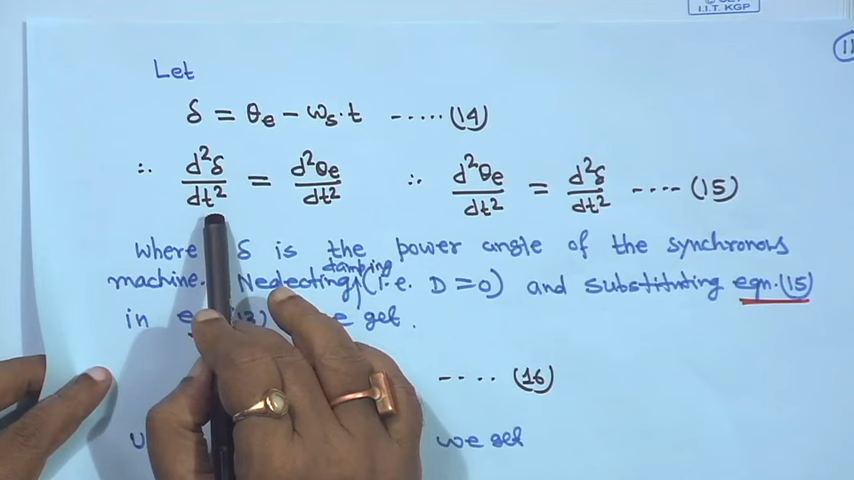 I.I.T. KGP
11
Let
δ = θe − ωs·t ..... (14)
∴ d²δ/dt² = d²θe/dt² ∴ d²θe/dt² = d²δ/dt² .... (15)
Where δ is the power angle of the synchronous
damping
machine. Neglecting (i.e. D = 0) and substituting eqn.(15)
in get.
.... (16)
we get